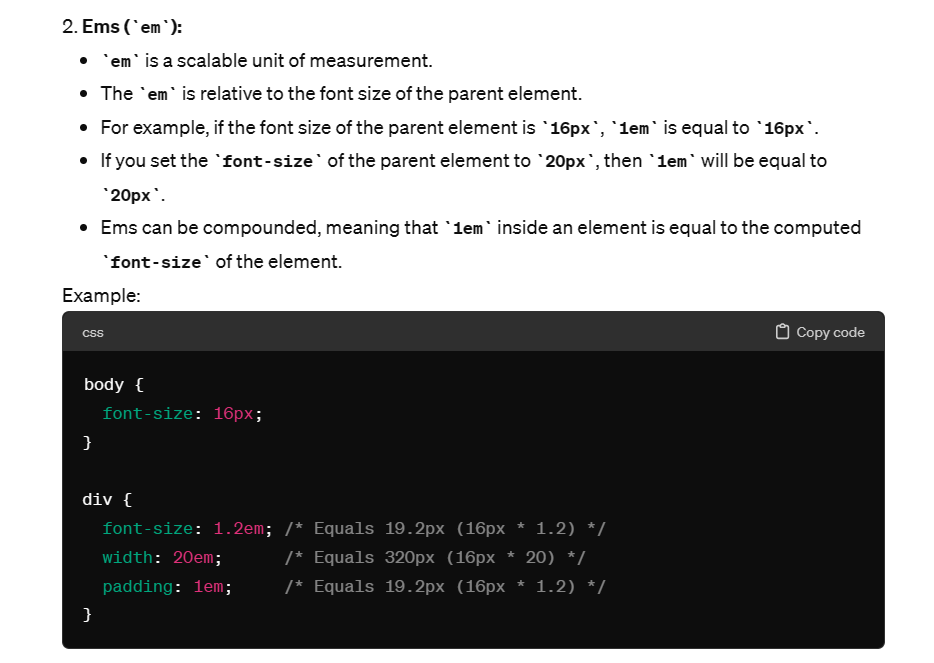 2. Ems (`em`):
• `em` is a scalable unit of measurement.
• The `em` is relative to the font size of the parent element.
• For example, if the font size of the parent element is `16px`, `1em` is equal to `16px`.
• If you set the `font-size` of the parent element to `20px`, then `1em` will be equal to
`20px`.
• Ems can be compounded, meaning that `1em` inside an element is equal to the computed
`font-size` of the element.
Example:
css Copy code
body {
  font-size: 16px;
}

div {
  font-size: 1.2em; /* Equals 19.2px (16px * 1.2) */
  width: 20em;      /* Equals 320px (16px * 20) */
  padding: 1em;     /* Equals 19.2px (16px * 1.2) */
}